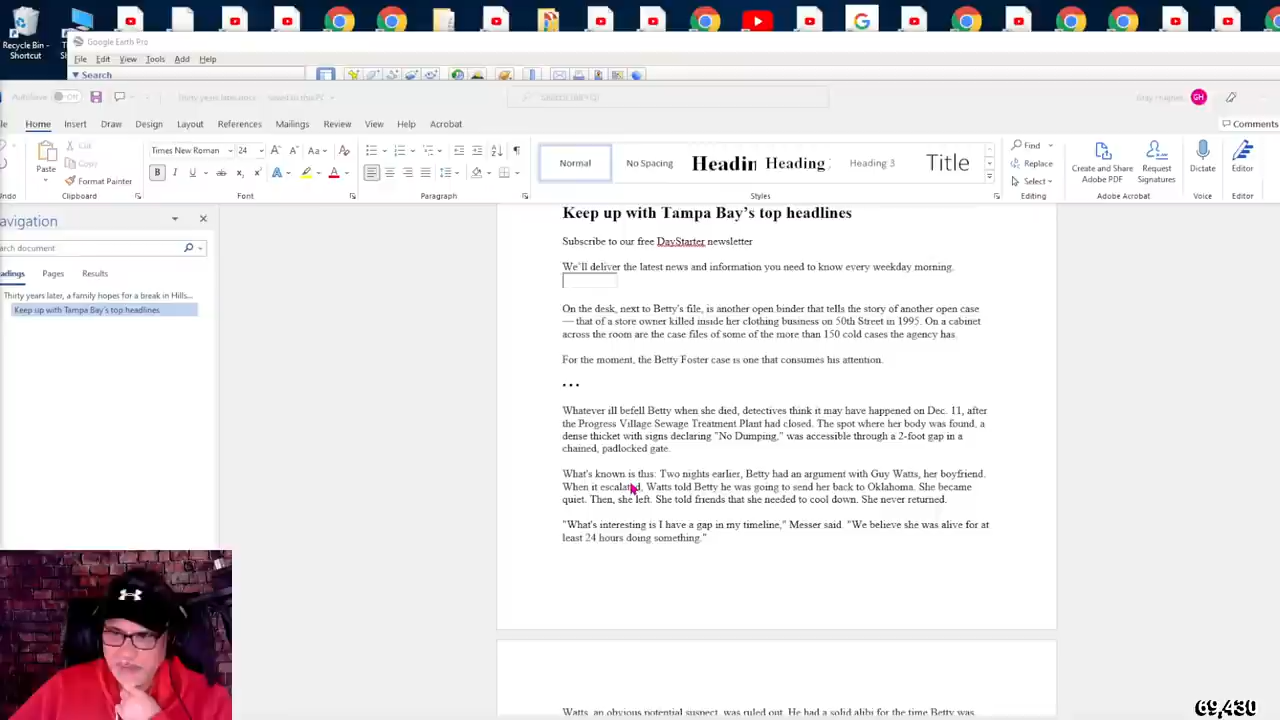 Recycle Bin -
Shortcut
Google Earth Pro
File Edit View Tools Add Help
Search
AutoSave Off
Home Insert Draw Design Layout References Mailings Review View Help Acrobat
Comments
Cut
Copy
Paste
Format Painter
Times New Roman 24
Normal No Spacing Headin Heading Heading 3 Title
Find
Replace
Select
Create and Share
Adobe PDF
Request
Signatures
Dictate Editor
Clipboard Font Paragraph Styles Editing Adobe Acrobat Voice Editor
avigation
arch document
adings Pages Results
Thirty years later, a family hopes for a break in Hills...
Keep up with Tampa Bay's top headlines
Keep up with Tampa Bay's top headlines
Subscribe to our free DayStarter newsletter
We'll deliver the latest news and information you need to know every weekday morning.
On the desk, next to Betty's file, is another open binder that tells the story of another open case
— that of a store owner killed inside her clothing business on 50th Street in 1995. On a cabinet
across the room are the case files of some of the more than 150 cold cases the agency has.
For the moment, the Betty Foster case is one that consumes his attention.
• • •
Whatever ill befell Betty when she died, detectives think it may have happened on Dec. 11, after
the Progress Village Sewage Treatment Plant had closed. The spot where her body was found, a
dense thicket with signs declaring "No Dumping," was accessible through a 2-foot gap in a
chained, padlocked gate.
What's known is this: Two nights earlier, Betty had an argument with Guy Watts, her boyfriend.
When it escalated, Watts told Betty he was going to send her back to Oklahoma. She became
quiet. Then, she left. She told friends that she needed to cool down. She never returned.
"What's interesting is I have a gap in my timeline," Messer said. "We believe she was alive for at
least 24 hours doing something."
Watts, an obvious potential suspect, was ruled out. He had a solid alibi for the time Betty was
69,430